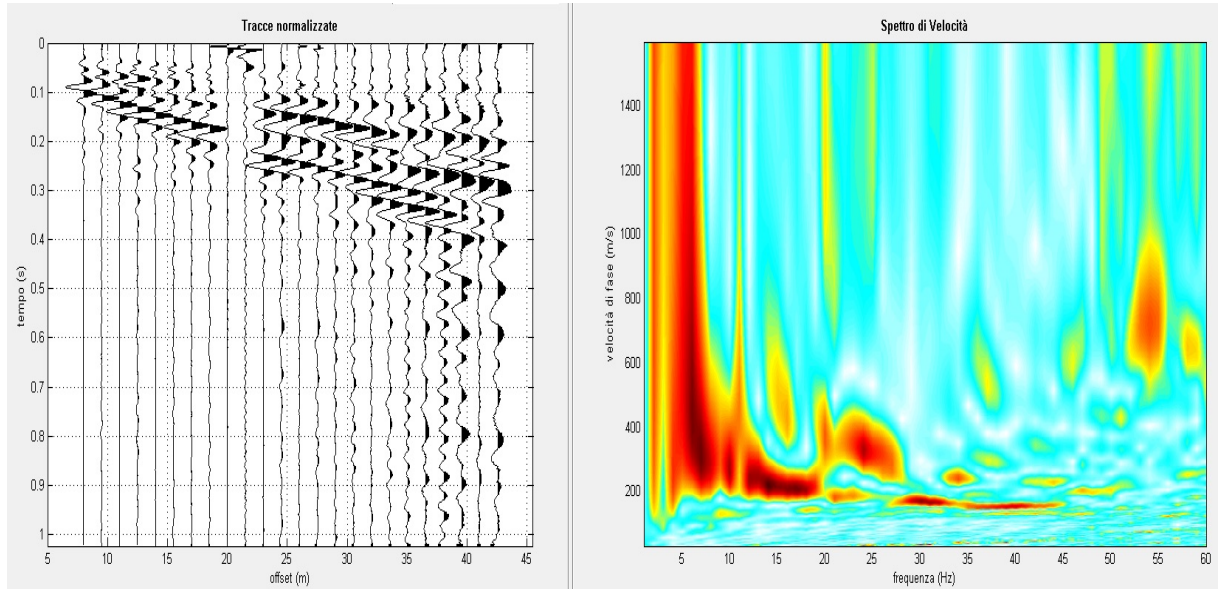 Tracce normalizzate
0
0.1
0.2
0.3
0.4
0.5
0.6
0.7
0.8
0.9
1
tempo (s)
5 10 15 20 25 30 35 40 45
offset (m)
Spettro di Velocità
1400
1200
1000
800
600
400
200
velocità di fase (m/s)
5 10 15 20 25 30 35 40 45 50 55 60
frequenza (Hz)